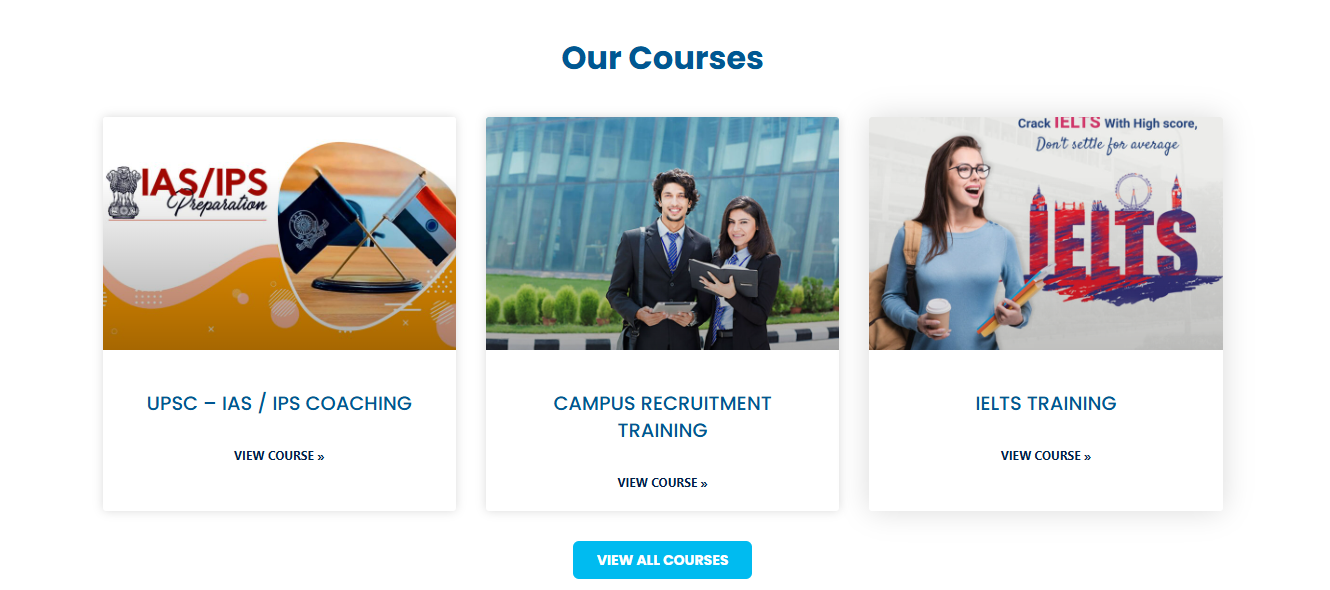 Our Courses
IAS/IPS
Preparation
Crack IELTS With High score,
Don't settle for average
IELTS
UPSC – IAS / IPS COACHING
VIEW COURSE »
CAMPUS RECRUITMENT
TRAINING
VIEW COURSE »
IELTS TRAINING
VIEW COURSE »
VIEW ALL COURSES